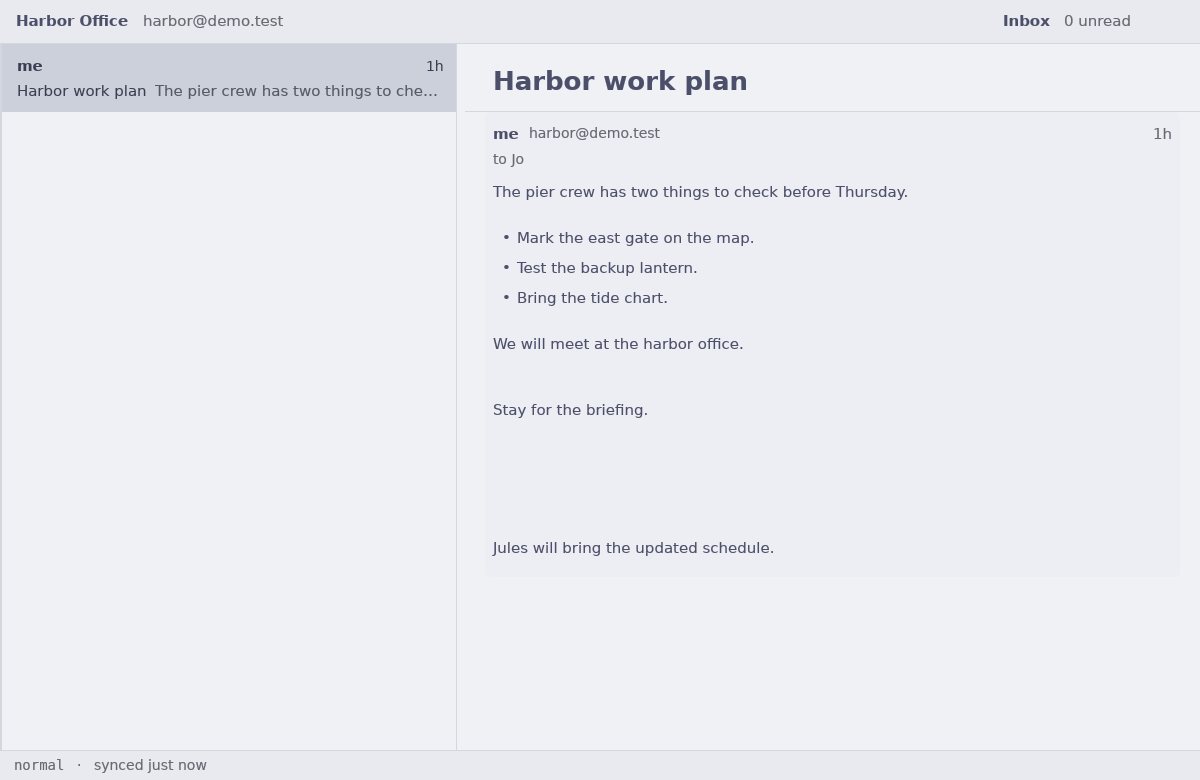 Harbor Office harbor@demo.test Inbox 0 unread
me 1h
Harbor work plan The pier crew has two things to che…
Harbor work plan
me harbor@demo.test 1h
to Jo
The pier crew has two things to check before Thursday.
• Mark the east gate on the map.
• Test the backup lantern.
• Bring the tide chart.
We will meet at the harbor office.
Stay for the briefing.
Jules will bring the updated schedule.
normal · synced just now